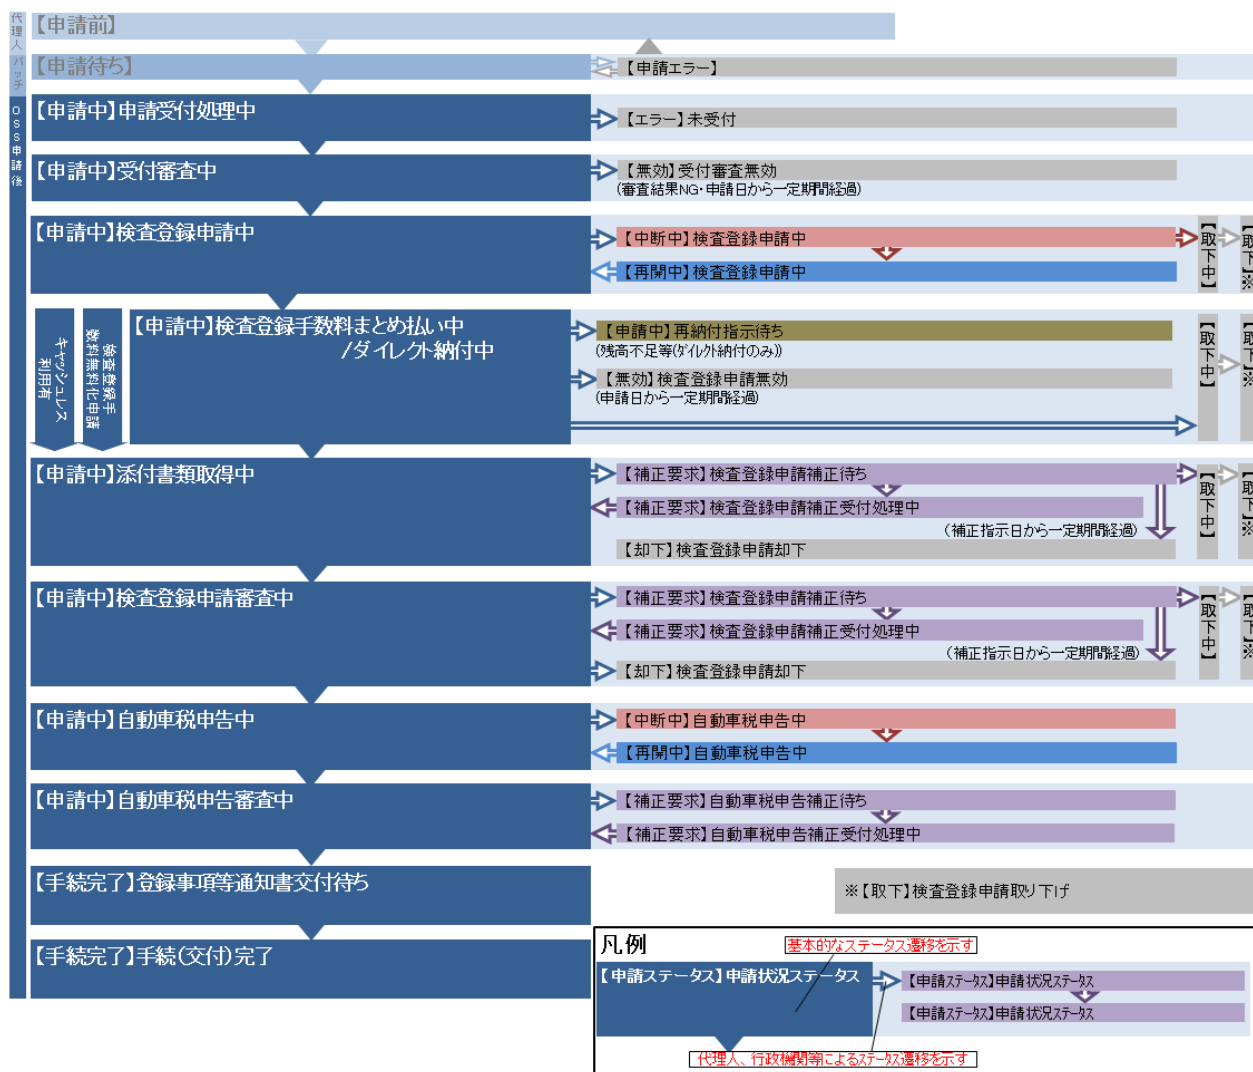 代理人
【申請前】
バッチ
【申請待ち】
【申請エラー】
OSS申請後
【申請中】申請受付処理中
【エラー】未受付
【申請中】受付審査中
【無効】受付審査無効
(審査結果NG・申請日から一定期間経過)
【申請中】検査登録申請中
【中断中】検査登録申請中
【再開中】検査登録申請中
【取下中】
【取下】※
キャッシュレス
利用有
検査登録手
数料無料化申請
【申請中】検査登録手数料まとめ払い中
/ダイレクト納付中
【申請中】再納付指示待ち
(残高不足等(ダイレクト納付のみ))
【無効】検査登録申請無効
(申請日から一定期間経過)
【取下中】
【取下】※
【申請中】添付書類取得中
【補正要求】検査登録申請補正待ち
【補正要求】検査登録申請補正受付処理中
(補正指示日から一定期間経過)
【却下】検査登録申請却下
【取下中】
【取下】※
【申請中】検査登録申請審査中
【補正要求】検査登録申請補正待ち
【補正要求】検査登録申請補正受付処理中
(補正指示日から一定期間経過)
【却下】検査登録申請却下
【取下中】
【取下】※
【申請中】自動車税申告中
【中断中】自動車税申告中
【再開中】自動車税申告中
【申請中】自動車税申告審査中
【補正要求】自動車税申告補正待ち
【補正要求】自動車税申告補正受付処理中
【手続完了】登録事項等通知書交付待ち
※【取下】検査登録申請取り下げ
【手続完了】手続(交付)完了
凡例
基本的なステータス遷移を示す
【申請ステータス】申請状況ステータス
【申請ステータス】申請状況ステータス
【申請ステータス】申請状況ステータス
代理人、行政機関等によるステータス遷移を示す